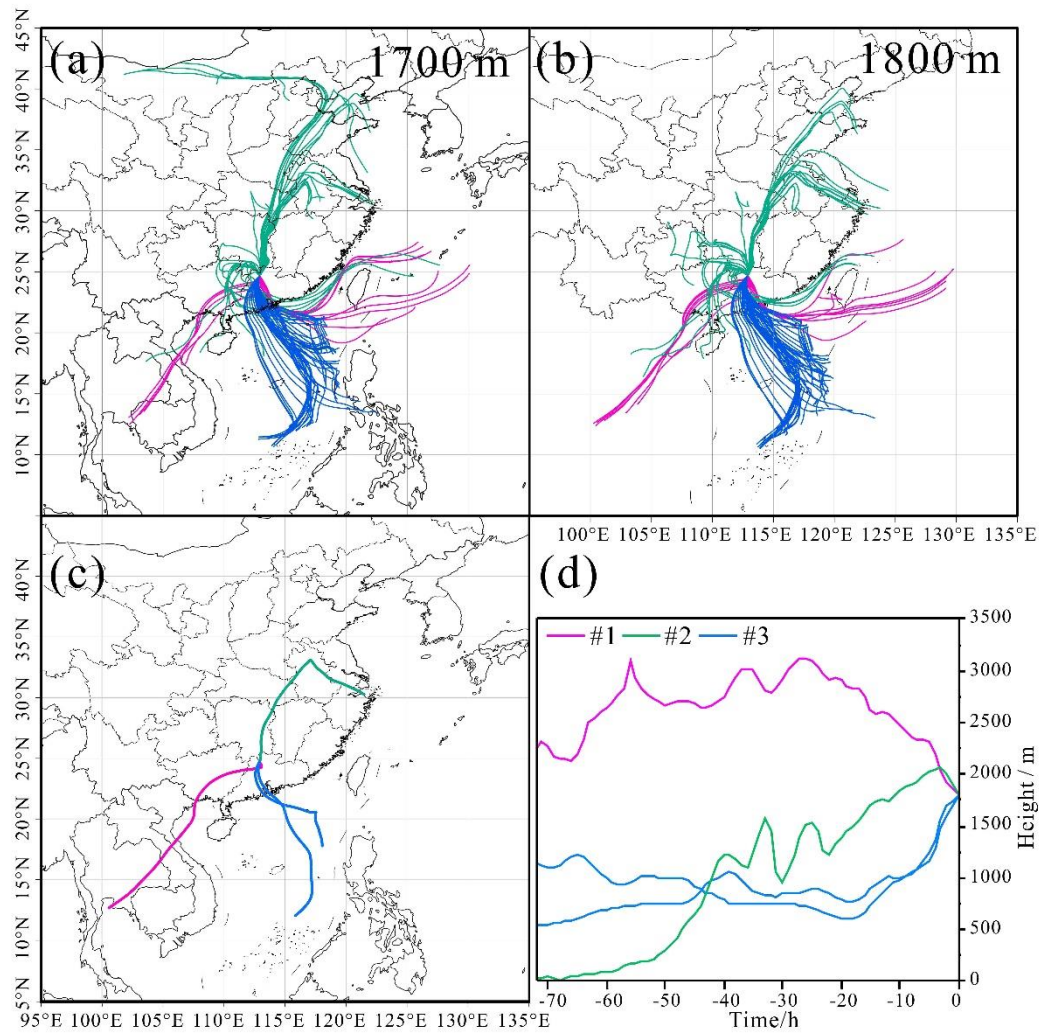 (a) 1700 m
(b) 1800 m
45°N
40°N
35°N
30°N
25°N
20°N
15°N
10°N
100°E 105°E 110°E 115°E 120°E 125°E 130°E 135°E
(c)
40°N
35°N
30°N
25°N
20°N
15°N
10°N
5°N
95°E 100°E 105°E 110°E 115°E 120°E 125°E 130°E 135°E
(d)
#1 #2 #3
3500
3000
2500
2000
1500
1000
500
0
Height / m
-70 -60 -50 -40 -30 -20 -10 0
Time/h